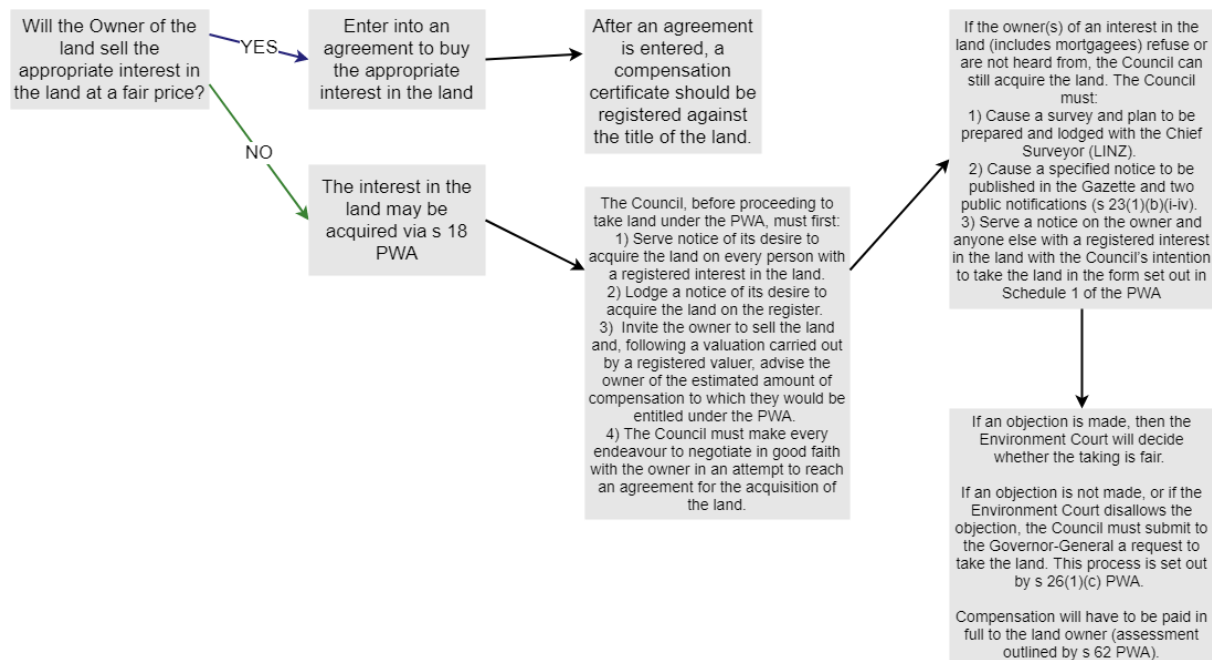 Will the Owner of the
land sell the
appropriate interest in
the land at a fair price?
YES
Enter into an
agreement to buy
the appropriate
interest in the land
After an agreement
is entered, a
compensation
certificate should be
registered against
the title of the land.
NO
The interest in the
land may be
acquired via s 18
PWA
The Council, before proceeding to
take land under the PWA, must first:
1) Serve notice of its desire to
acquire the land on every person with
a registered interest in the land.
2) Lodge a notice of its desire to
acquire the land on the register.
3) Invite the owner to sell the land
and, following a valuation carried out
by a registered valuer, advise the
owner of the estimated amount of
compensation to which they would be
entitled under the PWA.
4) The Council must make every
endeavour to negotiate in good faith
with the owner in an attempt to reach
an agreement for the acquisition of
the land.
If the owner(s) of an interest in the
land (includes mortgagees) refuse or
are not heard from, the Council can
still acquire the land. The Council
must:
1) Cause a survey and plan to be
prepared and lodged with the Chief
Surveyor (LINZ).
2) Cause a specified notice to be
published in the Gazette and two
public notifications (s 23(1)(b)(i-iv).
3) Serve a notice on the owner and
anyone else with a registered interest
in the land with the Council's intention
to take the land in the form set out in
Schedule 1 of the PWA
If an objection is made, then the
Environment Court will decide
whether the taking is fair.
If an objection is not made, or if the
Environment Court disallows the
objection, the Council must submit to
the Governor-General a request to
take the land. This process is set out
by s 26(1)(c) PWA.
Compensation will have to be paid in
full to the land owner (assessment
outlined by s 62 PWA).